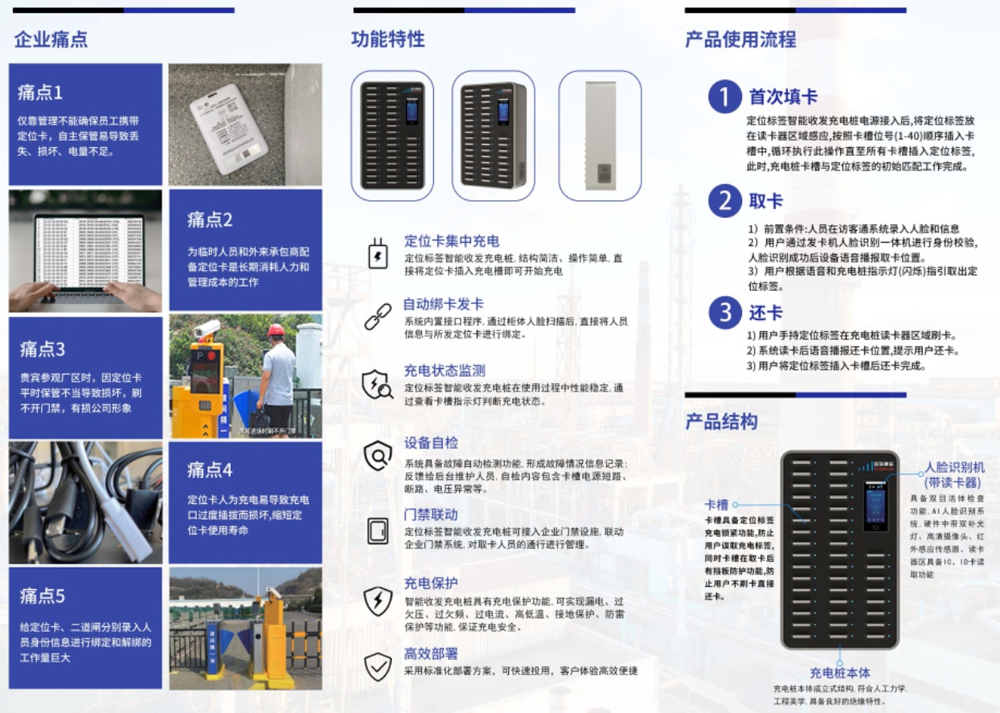 企业痛点
痛点1
仅靠管理不能确保员工携带
定位卡，自主保管易导致丢
失、损坏、电量不足。
痛点2
为临时人员和外来承包商配
备定位卡是长期消耗人力和
管理成本的工作
痛点3
贵宾参观厂区时，因定位卡
平时保管不当导致损坏，刷
不开门禁，有损公司形象
贵宾进场时刷不开门禁
痛点4
定位卡人为充电易导致充电
口过度插拔而损坏,缩短定
位卡使用寿命
痛点5
给定位卡、二道闸分别录入人
员身份信息进行绑定和解绑的
工作量巨大
功能特性
定位卡集中充电
定位标签智能收发充电桩，结构简洁、操作简单，直
接将定位卡插入充电槽即可开始充电
自动绑卡发卡
系统内置接口程序，通过柜体人脸扫描后，直接将人员
信息与所发定位卡进行绑定。
充电状态监测
定位标签智能收发充电桩在使用过程中性能稳定，通
过查看卡槽指示灯判断充电状态。
设备自检
系统具备故障自动检测功能，形成故障情况信息记录；
反馈给后台维护人员，自检内容包含卡槽电源短路、
断路、电压异常等。
门禁联动
定位标签智能收发充电桩可接入企业门禁设施，联动
企业门禁系统，对取卡人员的通行进行管理。
充电保护
智能收发充电桩具有充电保护功能，可实现漏电、过
欠压、过欠频、过电流、高低温、接地保护、防雷
保护等功能，保证充电安全。
高效部署
采用标准化部署方案，可快速投用，客户体验高效便捷
产品使用流程
1 首次填卡
定位标签智能收发充电桩电源接入后,将定位标签放
在读卡器区域感应,按照卡槽位号(1-40)顺序插入卡
槽中,循环执行此操作直至所有卡槽插入定位标签,
此时,充电桩卡槽与定位标签的初始匹配工作完成。
2 取卡
1）前置条件:人员在访客通系统录入人脸和信息
2）用户通过发卡机人脸识别一体机进行身份校验,
人脸识别成功后设备语音播报取卡位置。
3）用户根据语音和充电桩指示灯(闪烁)指引取出定
位标签。
3 还卡
1) 用户手持定位标签在充电桩读卡器区域刷卡。
2) 系统读卡后语音播报还卡位置,提示用户还卡。
3) 用户将定位标签插入卡槽后还卡完成。
产品结构
人脸识别机
(带读卡器)
具备双目活体检查
功能，AI人脸识别系
统，硬件中带双补光
灯、高清摄像头、红
外感应传感器。读卡
器区具备IC、ID卡读
取功能
卡槽
卡槽具备定位标签
充电锁紧功能,防止
用户误取充电标签,
同时卡槽在取卡后
有挡板防护功能,防
止用户不刷卡直接
还卡。
充电桩本体
充电桩本体成立式结构，符合人工力学，
工程美学，具备良好的绝缘特性。